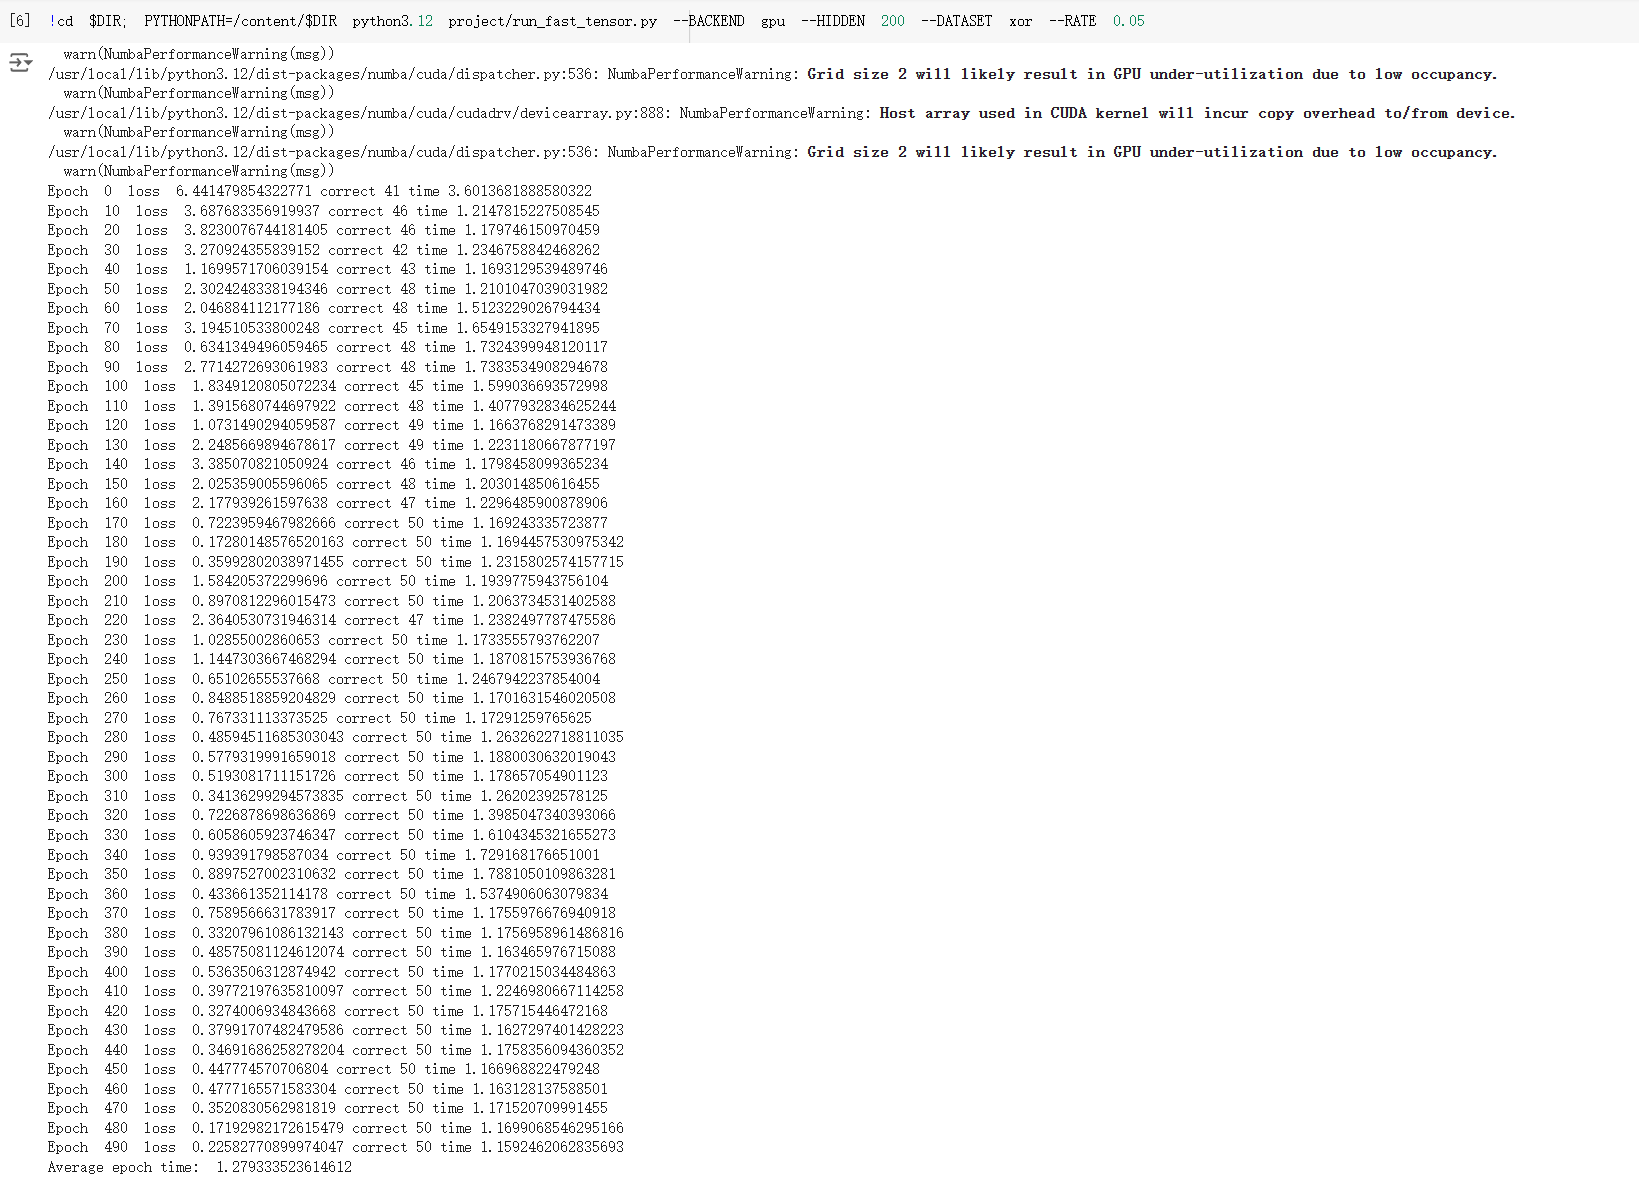 [6] !cd $DIR; PYTHONPATH=/content/$DIR python3.12 project/run_fast_tensor.py --BACKEND gpu --HIDDEN 200 --DATASET xor --RATE 0.05
warn(NumbaPerformanceWarning(msg))
/usr/local/lib/python3.12/dist-packages/numba/cuda/dispatcher.py:536: NumbaPerformanceWarning: Grid size 2 will likely result in GPU under-utilization due to low occupancy.
warn(NumbaPerformanceWarning(msg))
/usr/local/lib/python3.12/dist-packages/numba/cuda/cudadrv/devicearray.py:888: NumbaPerformanceWarning: Host array used in CUDA kernel will incur copy overhead to/from device.
warn(NumbaPerformanceWarning(msg))
/usr/local/lib/python3.12/dist-packages/numba/cuda/dispatcher.py:536: NumbaPerformanceWarning: Grid size 2 will likely result in GPU under-utilization due to low occupancy.
warn(NumbaPerformanceWarning(msg))
Epoch 0 loss 6.441479854322771 correct 41 time 3.6013681888580322
Epoch 10 loss 3.687683356919937 correct 46 time 1.2147815227508545
Epoch 20 loss 3.8230076744181405 correct 46 time 1.179746150970459
Epoch 30 loss 3.270924355839152 correct 42 time 1.2346758842468262
Epoch 40 loss 1.1699571706039154 correct 43 time 1.1693129539489746
Epoch 50 loss 2.3024248338194346 correct 48 time 1.2101047039031982
Epoch 60 loss 2.046884112177186 correct 48 time 1.5123229026794434
Epoch 70 loss 3.194510533800248 correct 45 time 1.6549153327941895
Epoch 80 loss 0.6341349496059465 correct 48 time 1.7324399948120117
Epoch 90 loss 2.7714272693061983 correct 48 time 1.7383534908294678
Epoch 100 loss 1.8349120805072234 correct 45 time 1.599036693572998
Epoch 110 loss 1.3915680744697922 correct 48 time 1.4077932834625244
Epoch 120 loss 1.0731490294059587 correct 49 time 1.1663768291473389
Epoch 130 loss 2.2485669894678617 correct 49 time 1.2231180667877197
Epoch 140 loss 3.385070821050924 correct 46 time 1.1798458099365234
Epoch 150 loss 2.025359005596065 correct 48 time 1.203014850616455
Epoch 160 loss 2.177939261597638 correct 47 time 1.2296485900878906
Epoch 170 loss 0.7223959467982666 correct 50 time 1.169243335723877
Epoch 180 loss 0.17280148576520163 correct 50 time 1.1694457530975342
Epoch 190 loss 0.35992802038971455 correct 50 time 1.2315802574157715
Epoch 200 loss 1.584205372299696 correct 50 time 1.1939775943756104
Epoch 210 loss 0.8970812296015473 correct 50 time 1.2063734531402588
Epoch 220 loss 2.3640530731946314 correct 47 time 1.2382497787475586
Epoch 230 loss 1.02855002860653 correct 50 time 1.1733555793762207
Epoch 240 loss 1.1447303667468294 correct 50 time 1.1870815753936768
Epoch 250 loss 0.65102655537668 correct 50 time 1.2467942237854004
Epoch 260 loss 0.8488518859204829 correct 50 time 1.1701631546020508
Epoch 270 loss 0.767331113373525 correct 50 time 1.17291259765625
Epoch 280 loss 0.48594511685303043 correct 50 time 1.2632622718811035
Epoch 290 loss 0.5779319991659018 correct 50 time 1.1880030632019043
Epoch 300 loss 0.5193081711151726 correct 50 time 1.178657054901123
Epoch 310 loss 0.34136299294573835 correct 50 time 1.26202392578125
Epoch 320 loss 0.7226878698636869 correct 50 time 1.3985047340393066
Epoch 330 loss 0.6058605923746347 correct 50 time 1.6104345321655273
Epoch 340 loss 0.939391798587034 correct 50 time 1.729168176651001
Epoch 350 loss 0.8897527002310632 correct 50 time 1.7881050109863281
Epoch 360 loss 0.433661352114178 correct 50 time 1.5374906063079834
Epoch 370 loss 0.7589566631783917 correct 50 time 1.1755976676940918
Epoch 380 loss 0.33207961086132143 correct 50 time 1.1756958961486816
Epoch 390 loss 0.48575081124612074 correct 50 time 1.163465976715088
Epoch 400 loss 0.5363506312874942 correct 50 time 1.1770215034484863
Epoch 410 loss 0.39772197635810097 correct 50 time 1.2246980667114258
Epoch 420 loss 0.3274006934843668 correct 50 time 1.175715446472168
Epoch 430 loss 0.37991707482479586 correct 50 time 1.1627297401428223
Epoch 440 loss 0.34691686258278204 correct 50 time 1.1758356094360352
Epoch 450 loss 0.447774570706804 correct 50 time 1.166968822479248
Epoch 460 loss 0.4777165571583304 correct 50 time 1.163128137588501
Epoch 470 loss 0.3520830562981819 correct 50 time 1.171520709991455
Epoch 480 loss 0.17192982172615479 correct 50 time 1.1699068546295166
Epoch 490 loss 0.22582770899974047 correct 50 time 1.1592462062835693
Average epoch time: 1.279333523614612